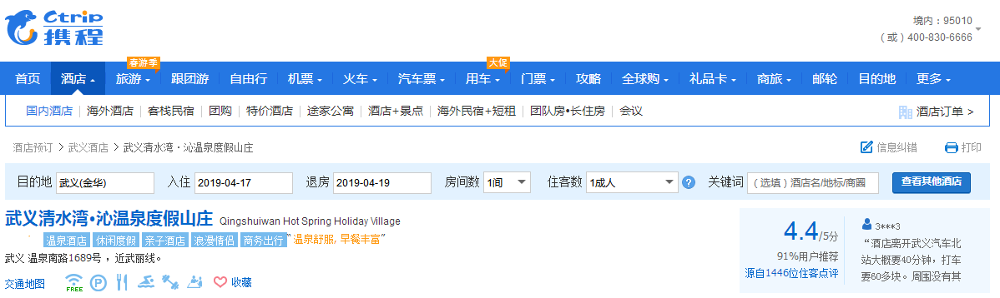 Ctrip
携程
境内：95010
（或）400-830-6666
春游季 大促
首页 酒店 旅游 跟团游 自由行 机票 火车 汽车票 用车 门票 攻略 全球购 礼品卡 商旅 邮轮 目的地 更多
国内酒店 海外酒店 客栈民宿 团购 特价酒店 途家公寓 酒店+景点 海外民宿+短租 团队房•长住房 会议 酒店订单 >
酒店预订 > 武义酒店 > 武义清水湾·沁温泉度假山庄 信息纠错 打印
目的地 武义(金华) 入住 2019-04-17 退房 2019-04-19 房间数 1间 住客数 1成人 ? 关键词 （选填）酒店名/地标/商圈 查看其他酒店
武义清水湾•沁温泉度假山庄 Qingshuiwan Hot Spring Holiday Village
温泉酒店 休闲度假 亲子酒店 浪漫情侣 商务出行 “温泉舒服, 早餐丰富”
武义 温泉南路1689号 ，近武丽线。
交通地图 FREE P 收藏
4.4/5分
91%用户推荐
源自1446位住客点评
3***3
“酒店离开武义汽车北
站大概要40分钟，打车
要60多块。周围没有其